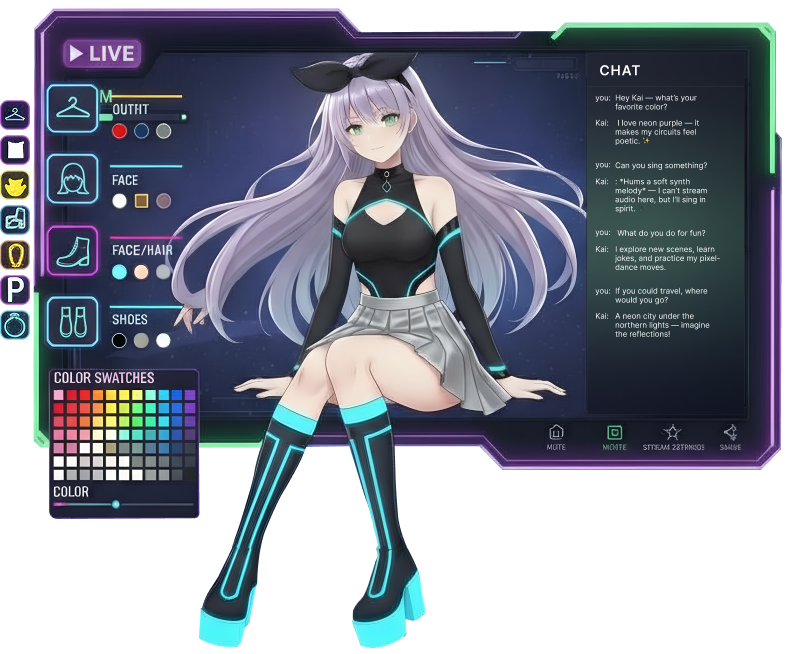 LIVE
M
OUTHT
FACE
FACE/HAIR
SHOES
COLOR SWATCHES
COLOR
P
CHAT
you: Hey Kai — what's your
favorite color?
Kai: I love neon purple — it
makes my circuits feel
poetic. ✨
you: Can you sing something?
Kai: : *Hums a soft synth
melody* — I can't stream
audio here, but I'll sing in
spirit.
you: What do you do for fun?
Kai: I explore new scenes, learn
jokes, and practice my pixel-
dance moves.
you: If you could travel, where
would you go?
Kai: A neon city under the
northern lights — imagine
the reflections!